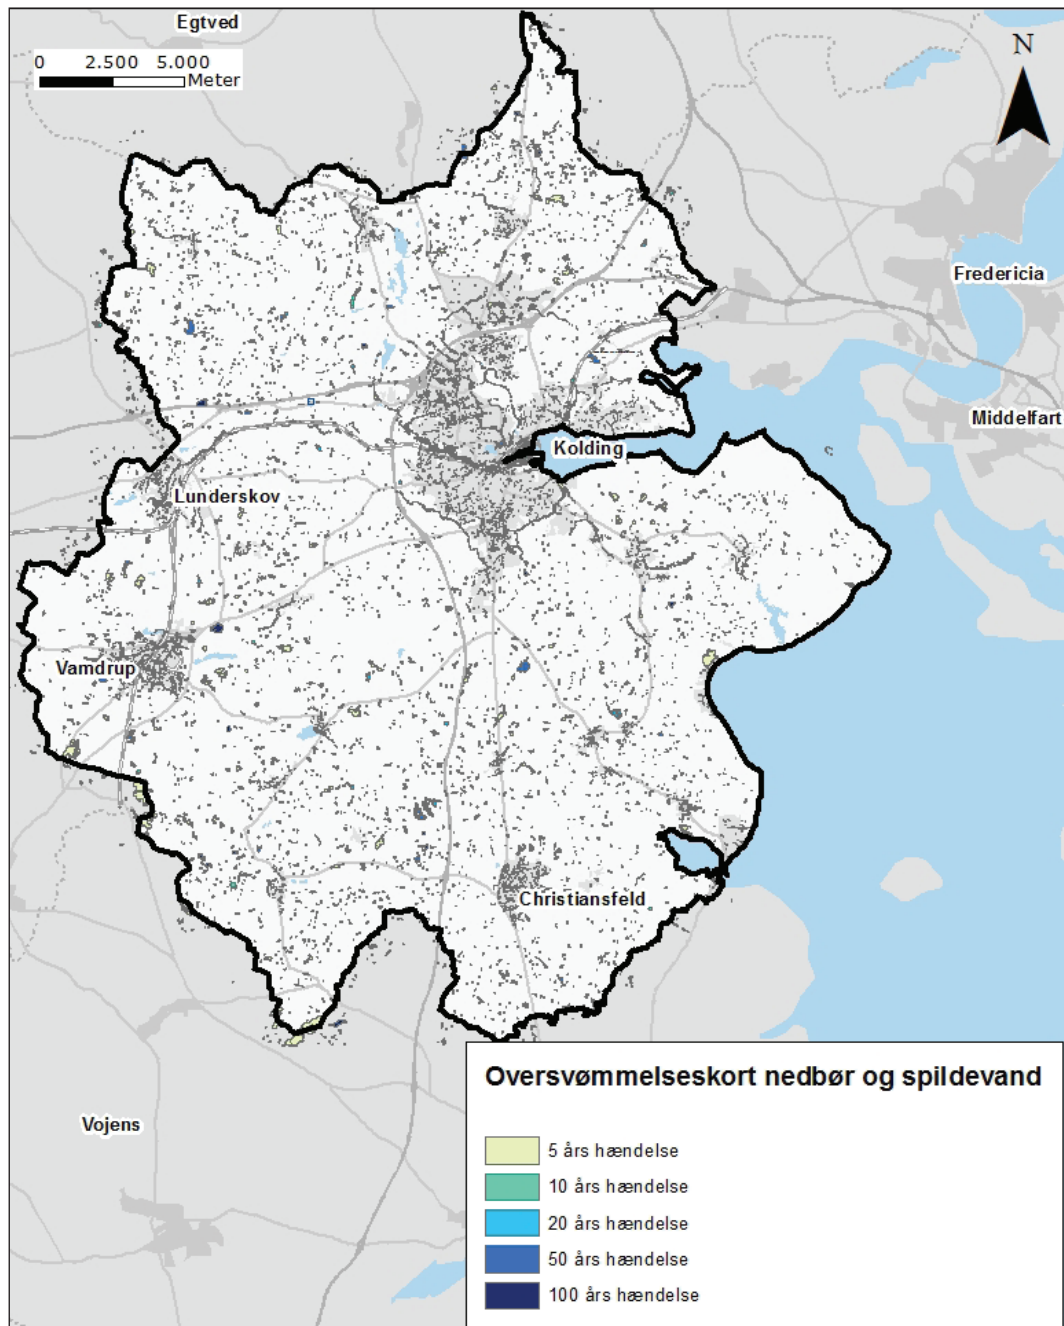 Egtved
0 2.500 5.000
Meter
N
Fredericia
Middelfart
Kolding
Lunderskov
Vamdrup
Christiansfeld
Vojens
Oversvømmelseskort nedbør og spildevand
5 års hændelse
10 års hændelse
20 års hændelse
50 års hændelse
100 års hændelse